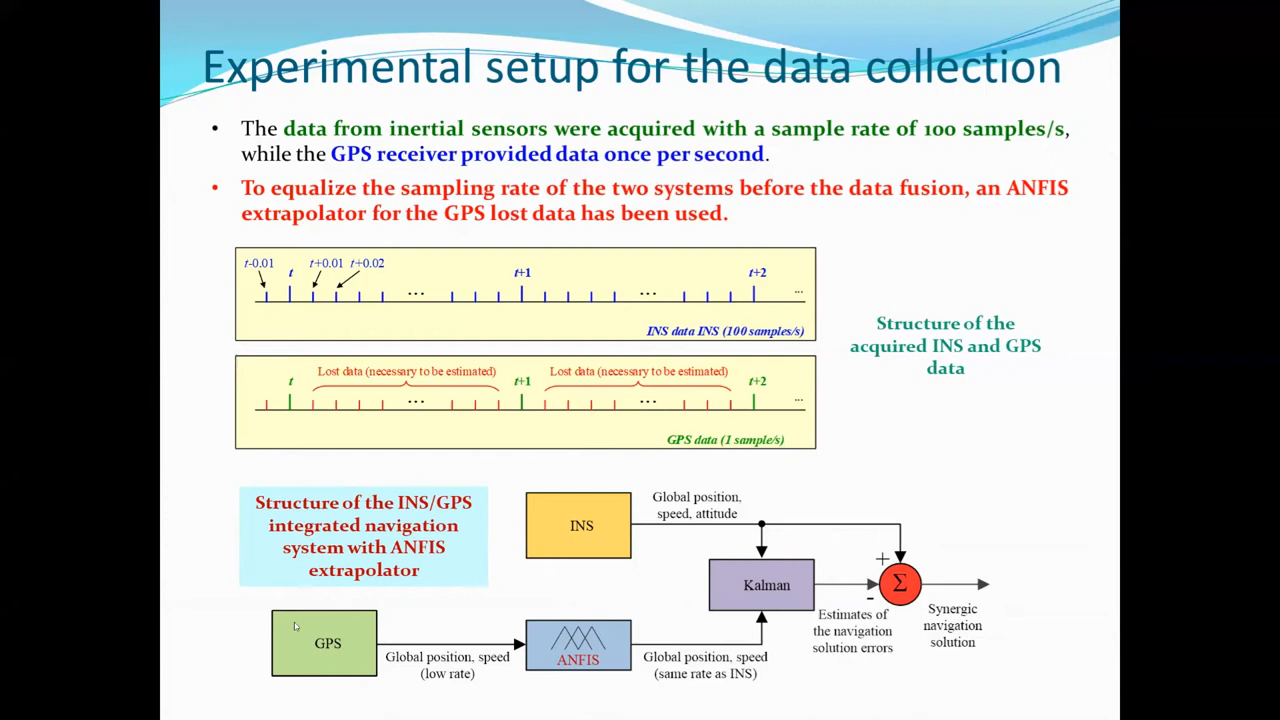 Experimental setup for the data collection
• The data from inertial sensors were acquired with a sample rate of 100 samples/s,
while the GPS receiver provided data once per second.
• To equalize the sampling rate of the two systems before the data fusion, an ANFIS
extrapolator for the GPS lost data has been used.
t-0.01 t t+0.01 t+0.02 t+1 t+2
... ... ...
INS data INS (100 samples/s)
Structure of the
acquired INS and GPS
data
Lost data (necessary to be estimated) Lost data (necessary to be estimated)
t t+1 t+2
... ... ...
GPS data (1 sample/s)
Structure of the INS/GPS
integrated navigation
system with ANFIS
extrapolator
INS
Global position,
speed, attitude
Kalman
+
Σ
-
Estimates of
the navigation
solution errors
Synergic
navigation
solution
GPS
Global position, speed
(low rate)
ANFIS
Global position, speed
(same rate as INS)